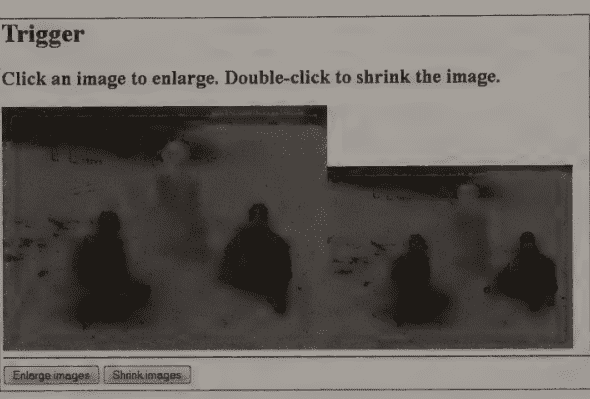 Trigger
Click an image to enlarge. Double-click to shrink the image.
Enlarge images
Shrink images